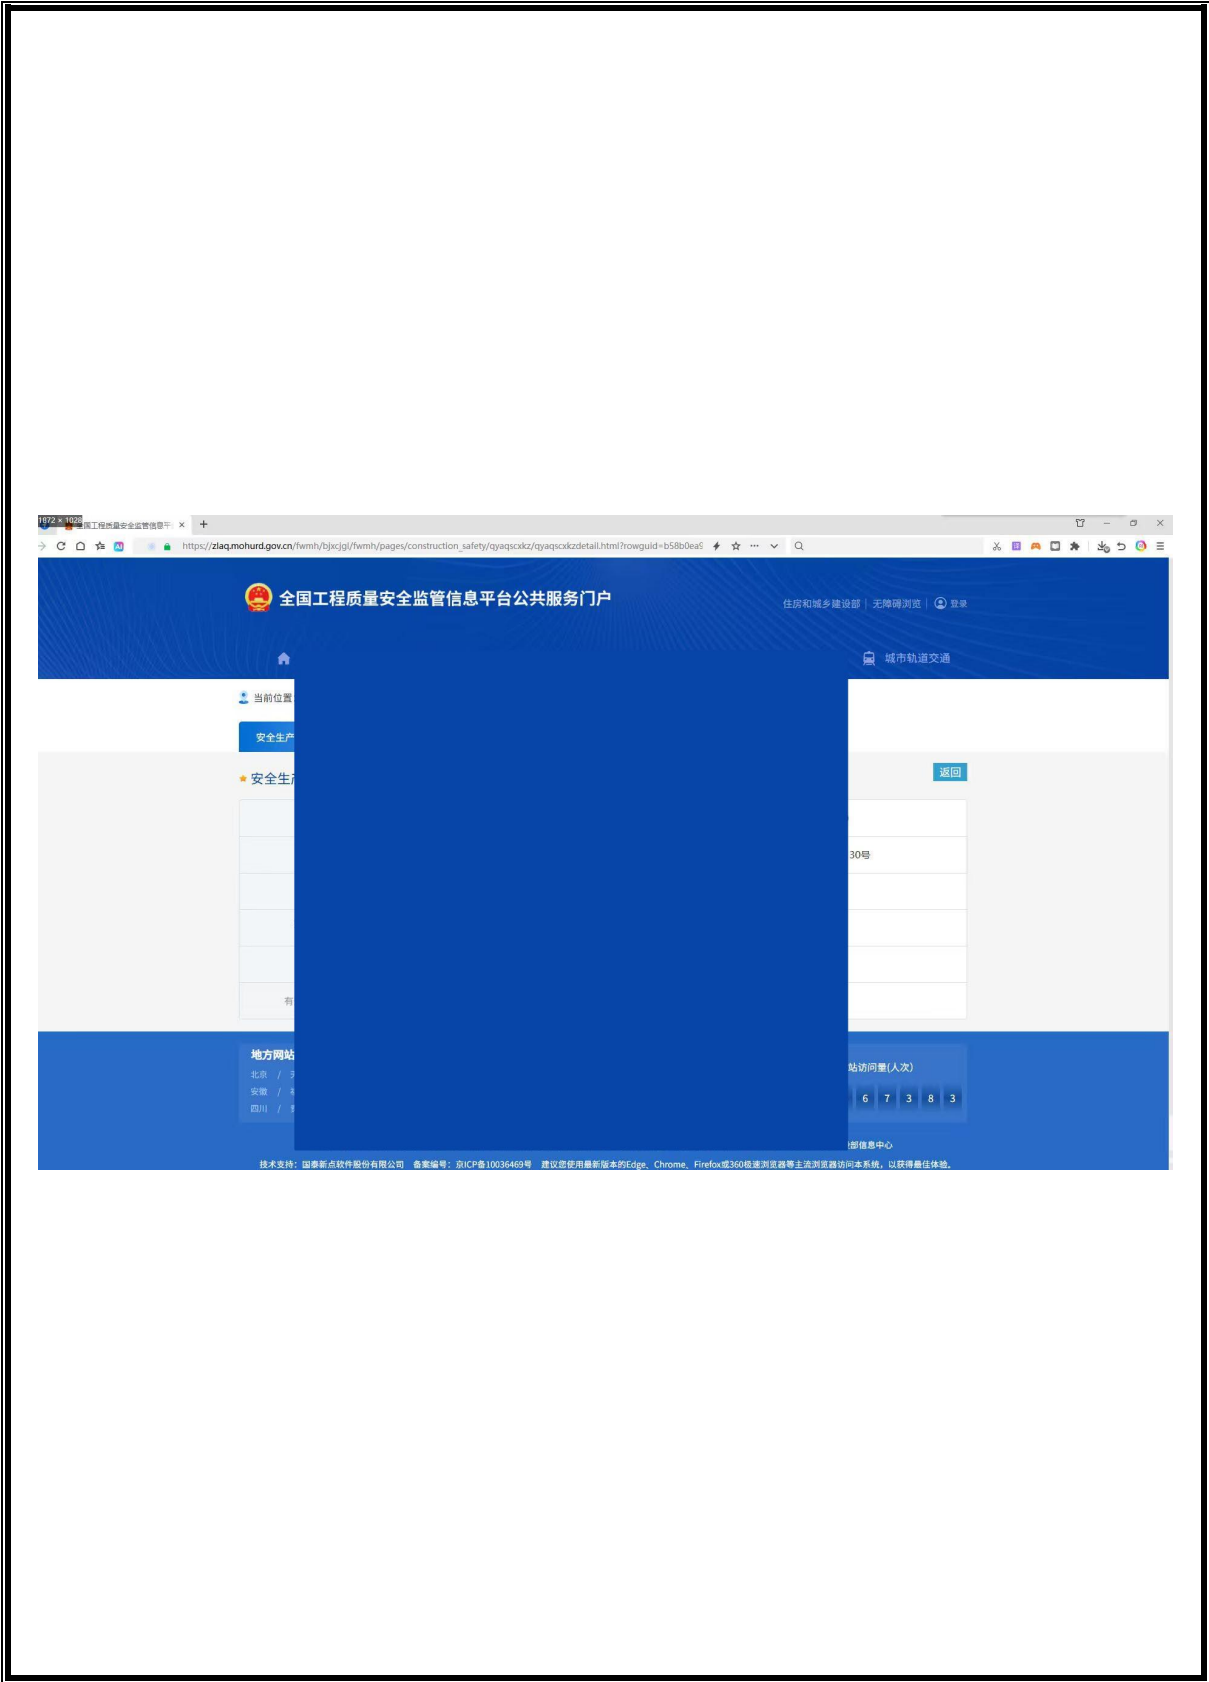 1972 × 1028
全国工程质量安全监管信息平
https://zlaq.mohurd.gov.cn/fwmh/bjxcjgl/fwmh/pages/construction_safety/qyaqscxkz/qyaqscxkzdetail.html?rowguid=b58b0ea9
全国工程质量安全监管信息平台公共服务门户
住房和城乡建设部 | 无障碍浏览 | 登录
城市轨道交通
当前位置:
安全生产
安全生产
返回
30号
有
地方网站
站访问量(人次)
北京 /
安徽 /
6 7 3 8 3
四川 /
部信息中心
技术支持：国泰新点软件股份有限公司 备案编号：京ICP备10036469号 建议您使用最新版本的Edge、Chrome、Firefox或360极速浏览器等主流浏览器访问本系统，以获得最佳体验。